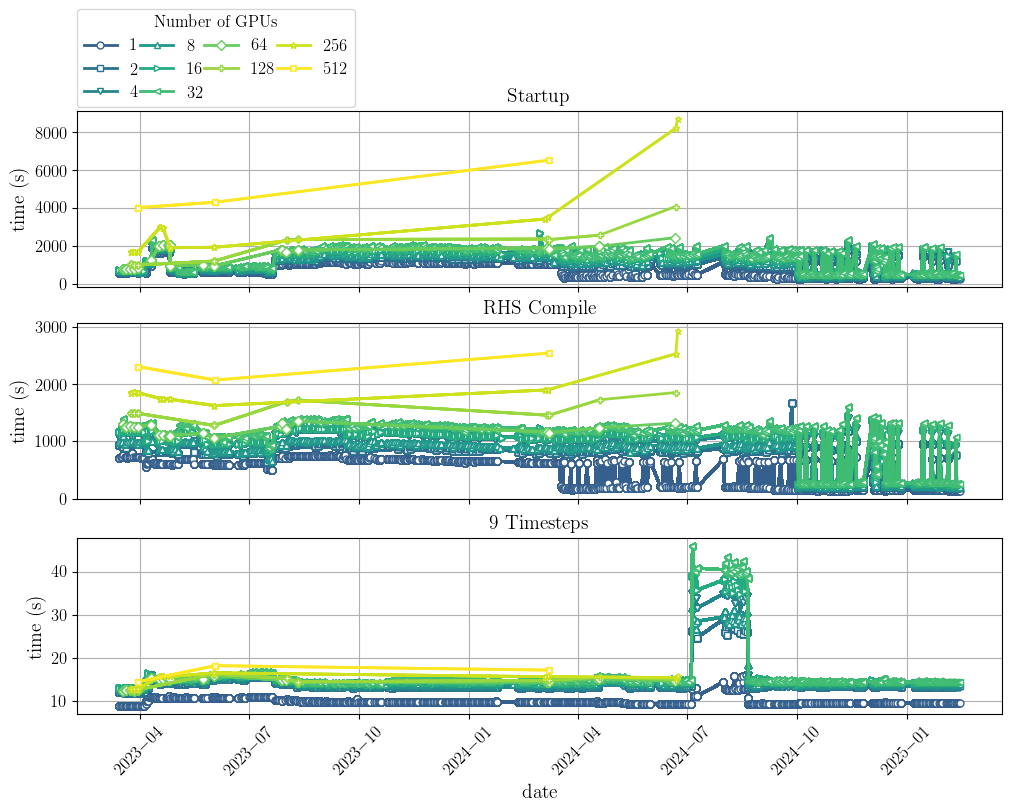 Number of GPUs
1 8 64 256
2 16 128 512
4 32
Startup
time (s)
8000
6000
4000
2000
0
RHS Compile
time (s)
3000
2000
1000
0
9 Timesteps
time (s)
40
30
20
10
2023−04 2023−07 2023−10 2024−01 2024−04 2024−07 2024−10 2025−01
date